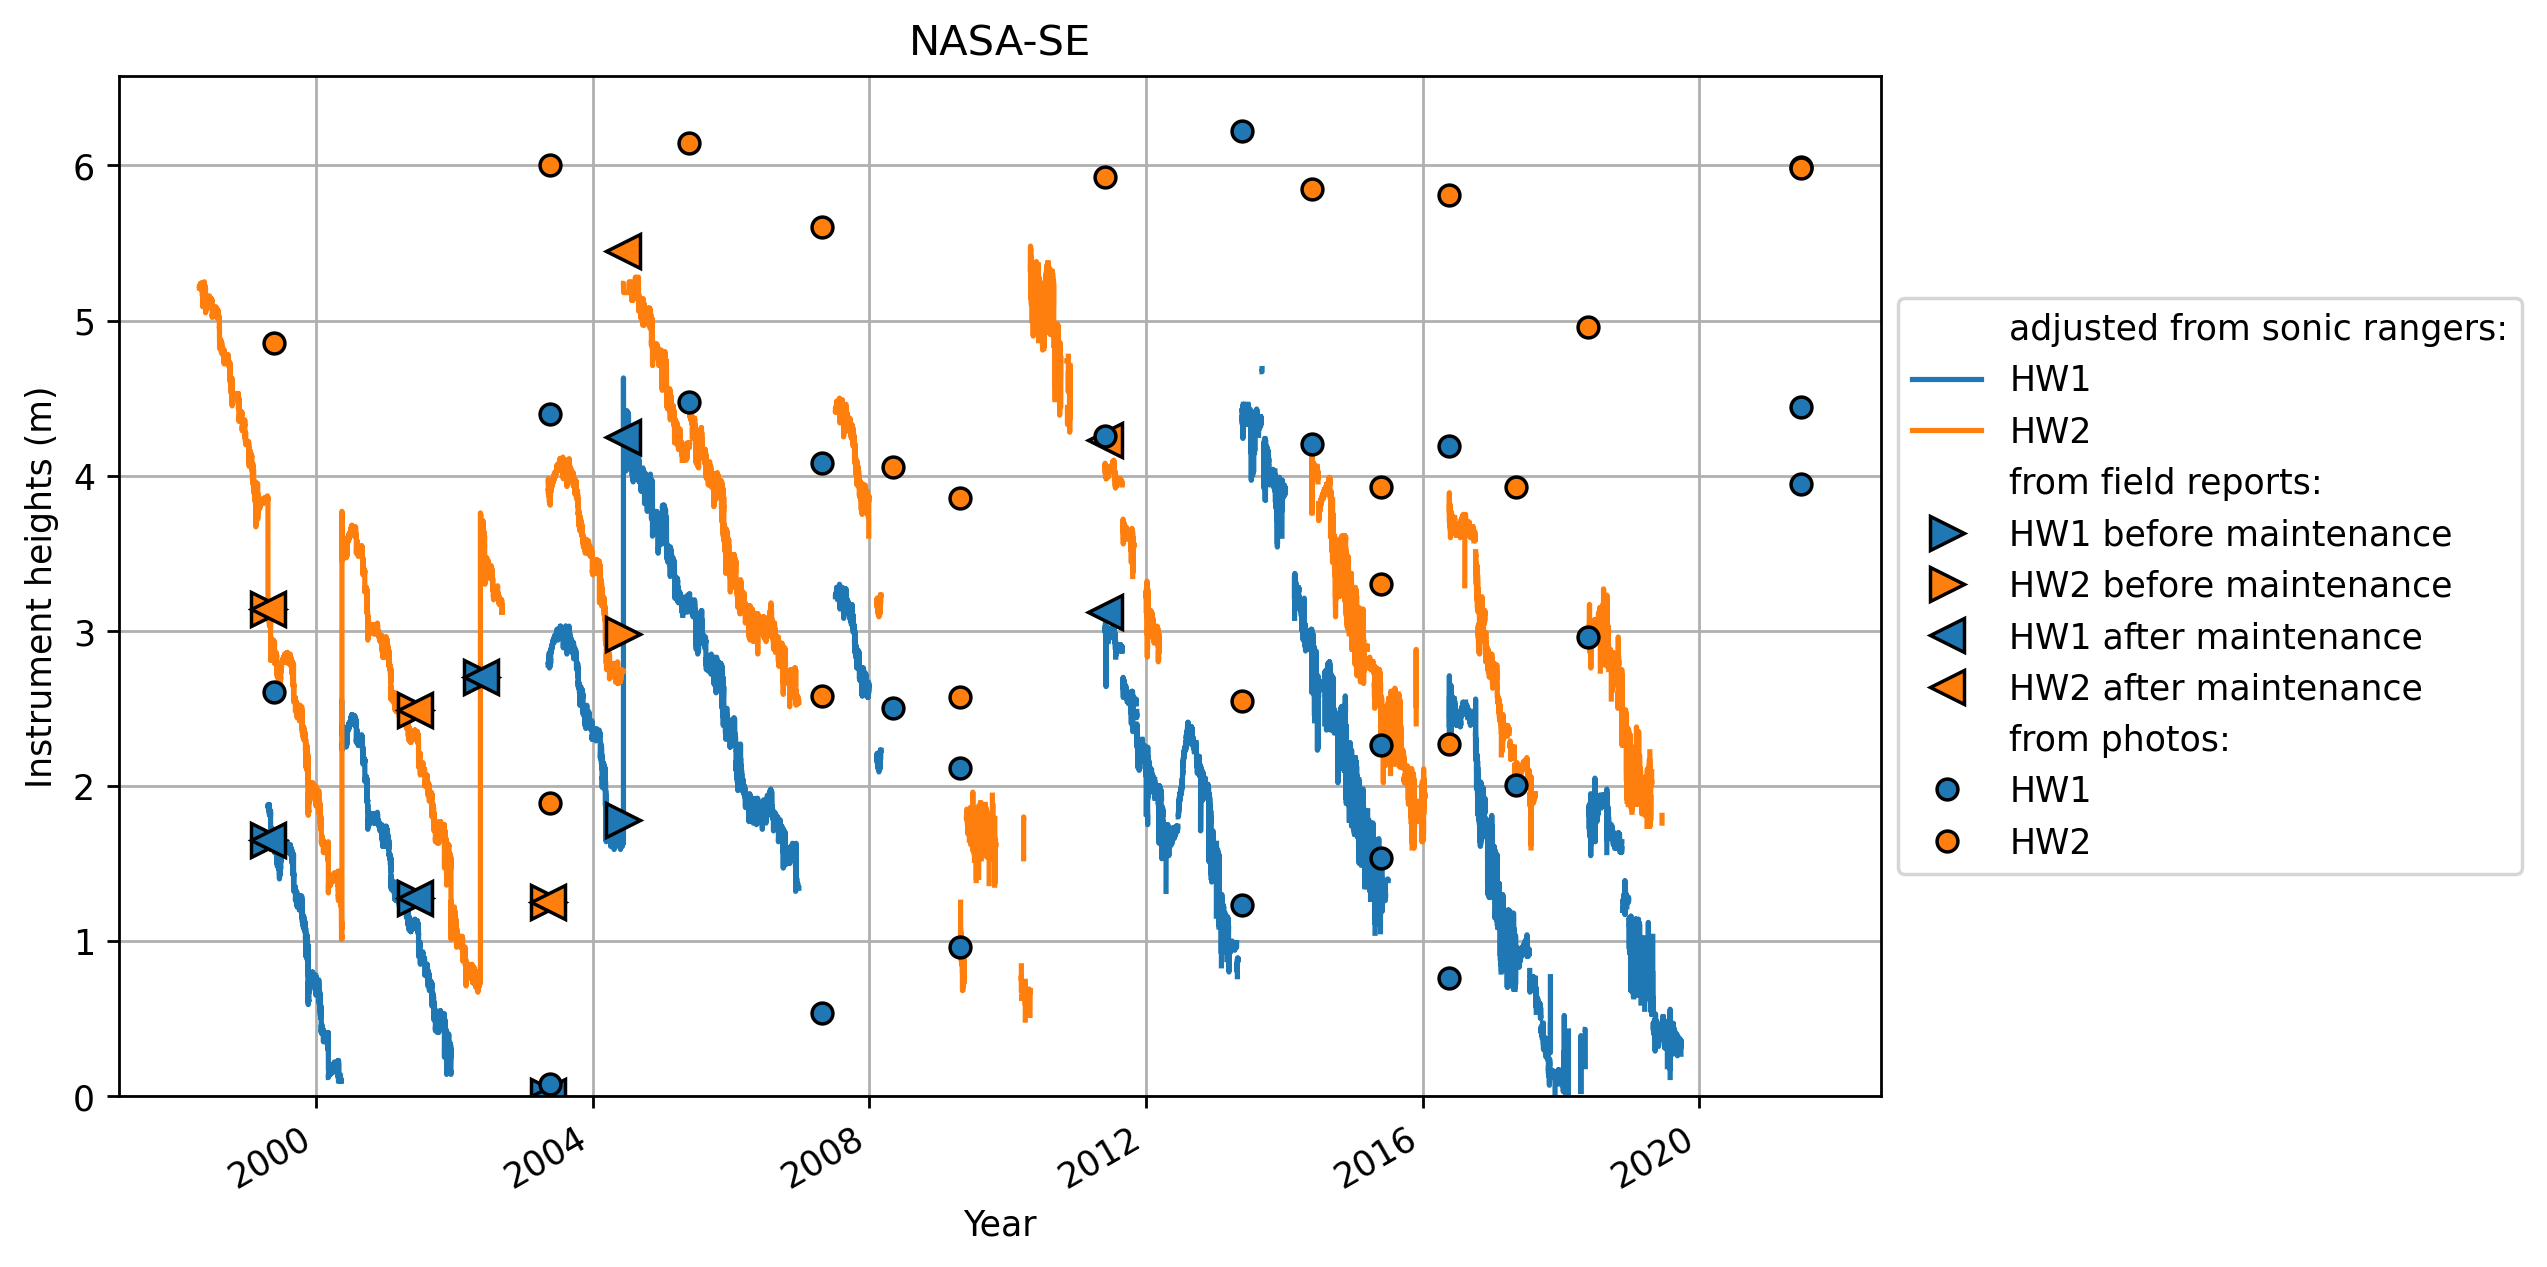 NASA-SE
Instrument heights (m)
6
5
4
3
2
1
0
2000
2004
2008
2012
2016
2020
Year
adjusted from sonic rangers:
HW1
HW2
from field reports:
HW1 before maintenance
HW2 before maintenance
HW1 after maintenance
HW2 after maintenance
from photos:
HW1
HW2